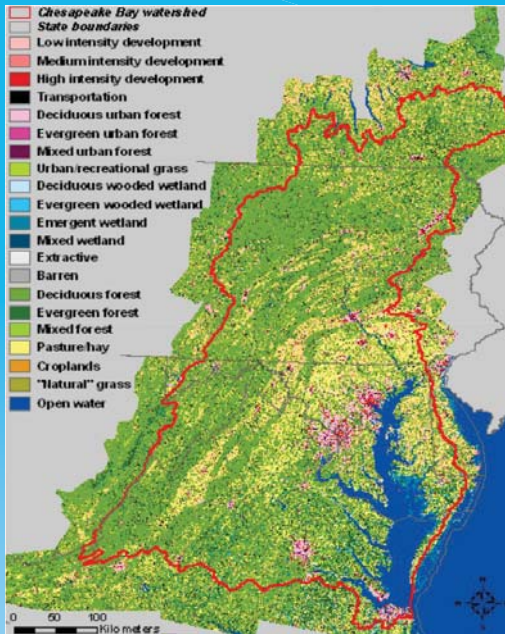 Chesapeake Bay watershed
State boundaries
Low intensity development
Medium intensity development
High intensity development
Transportation
Deciduous urban forest
Evergreen urban forest
Mixed urban forest
Urban/recreational grass
Deciduous wooded wetland
Evergreen wooded wetland
Emergent wetland
Mixed wetland
Extractive
Barren
Deciduous forest
Evergreen forest
Mixed forest
Pasture/hay
Croplands
"Natural" grass
Open water
0 50 100
Kilometers